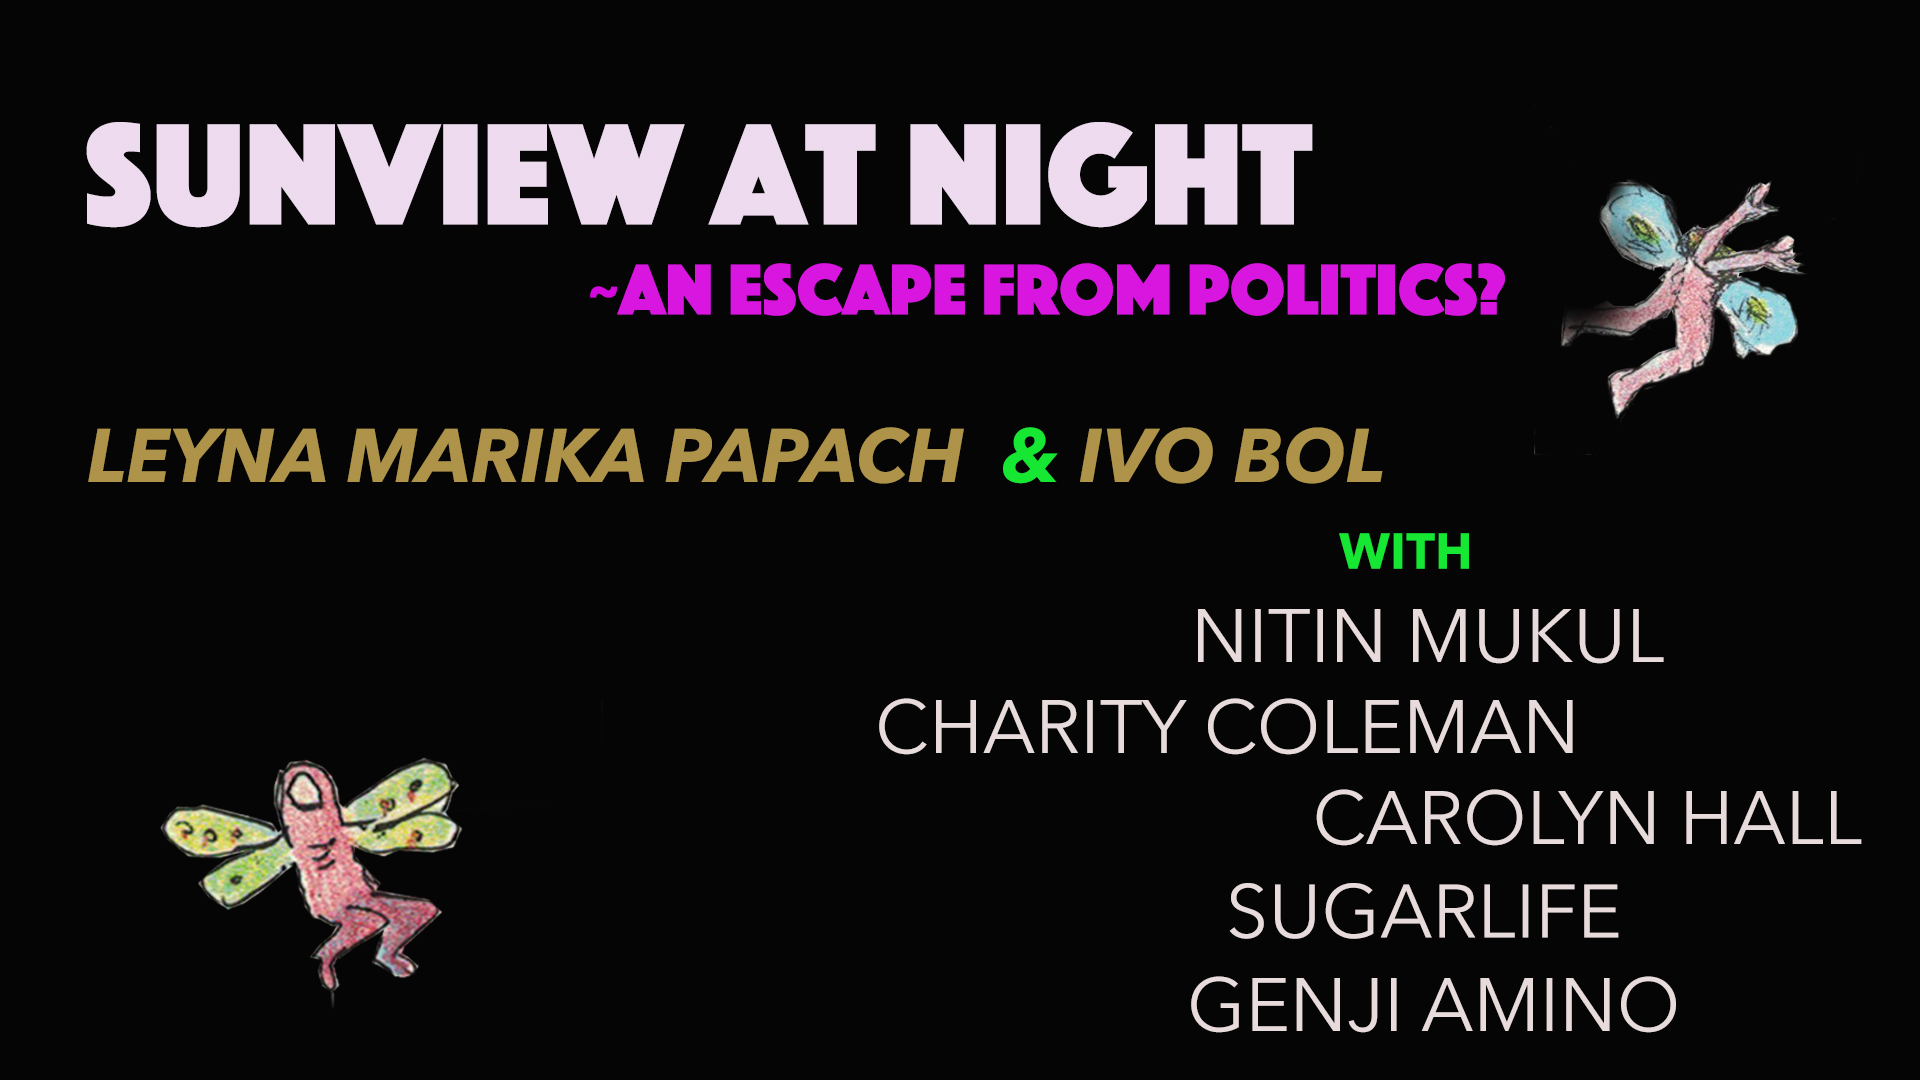 SUNVIEW AT NIGHT
~AN ESCAPE FROM POLITICS?
LEYNA MARIKA PAPACH & IVO BOL
WITH
NITIN MUKUL
CHARITY COLEMAN
CAROLYN HALL
SUGARLIFE
GENJI AMINO